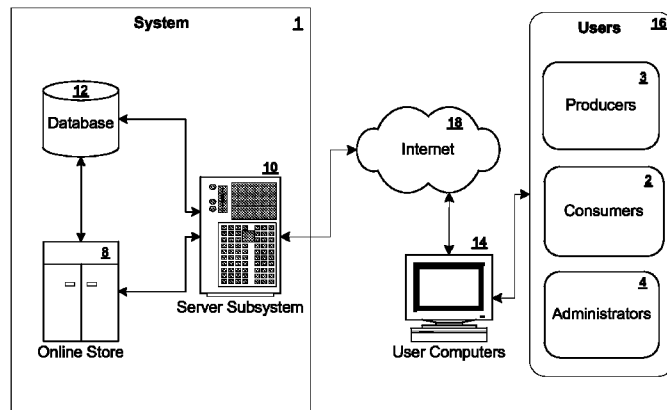 System 1
12
Database
10
Server Subsystem
8
Online Store
18
Internet
14
User Computers
Users 16
3
Producers
2
Consumers
4
Administrators